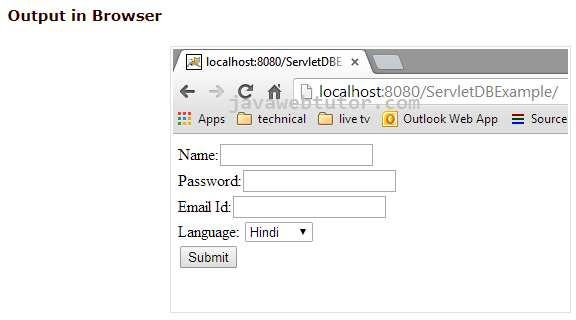 Output in Browser
localhost:8080/ServletDBE
localhost:8080/ServletDBExample/
javawebtutor.com
Apps technical live tv Outlook Web App Source
Name:
Password:
Email Id:
Language: Hindi
Submit